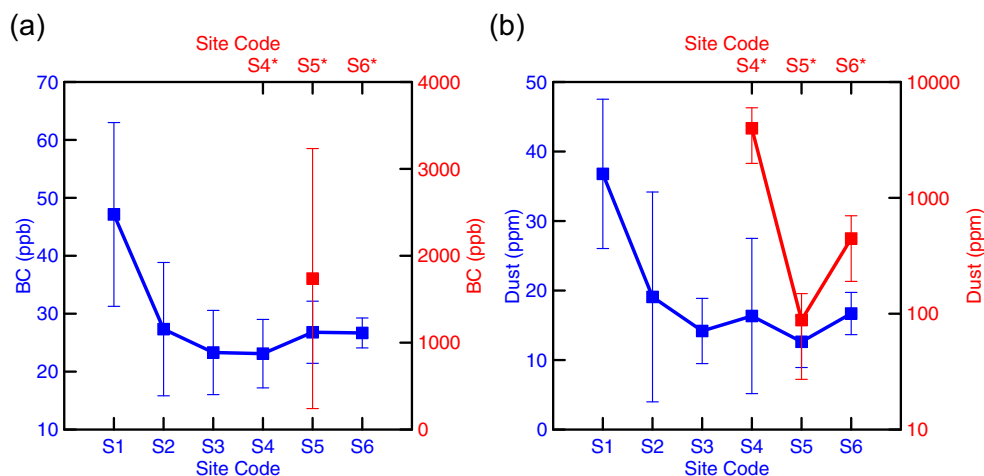 (a)
Site Code
S4* S5* S6*
70
60
50
40
30
20
10
BC (ppb)
4000
3000
2000
1000
0
BC (ppb)
S1 S2 S3 S4 S5 S6
Site Code
(b)
Site Code
S4* S5* S6*
50
40
30
20
10
0
Dust (ppm)
10000
1000
100
10
Dust (ppm)
S1 S2 S3 S4 S5 S6
Site Code